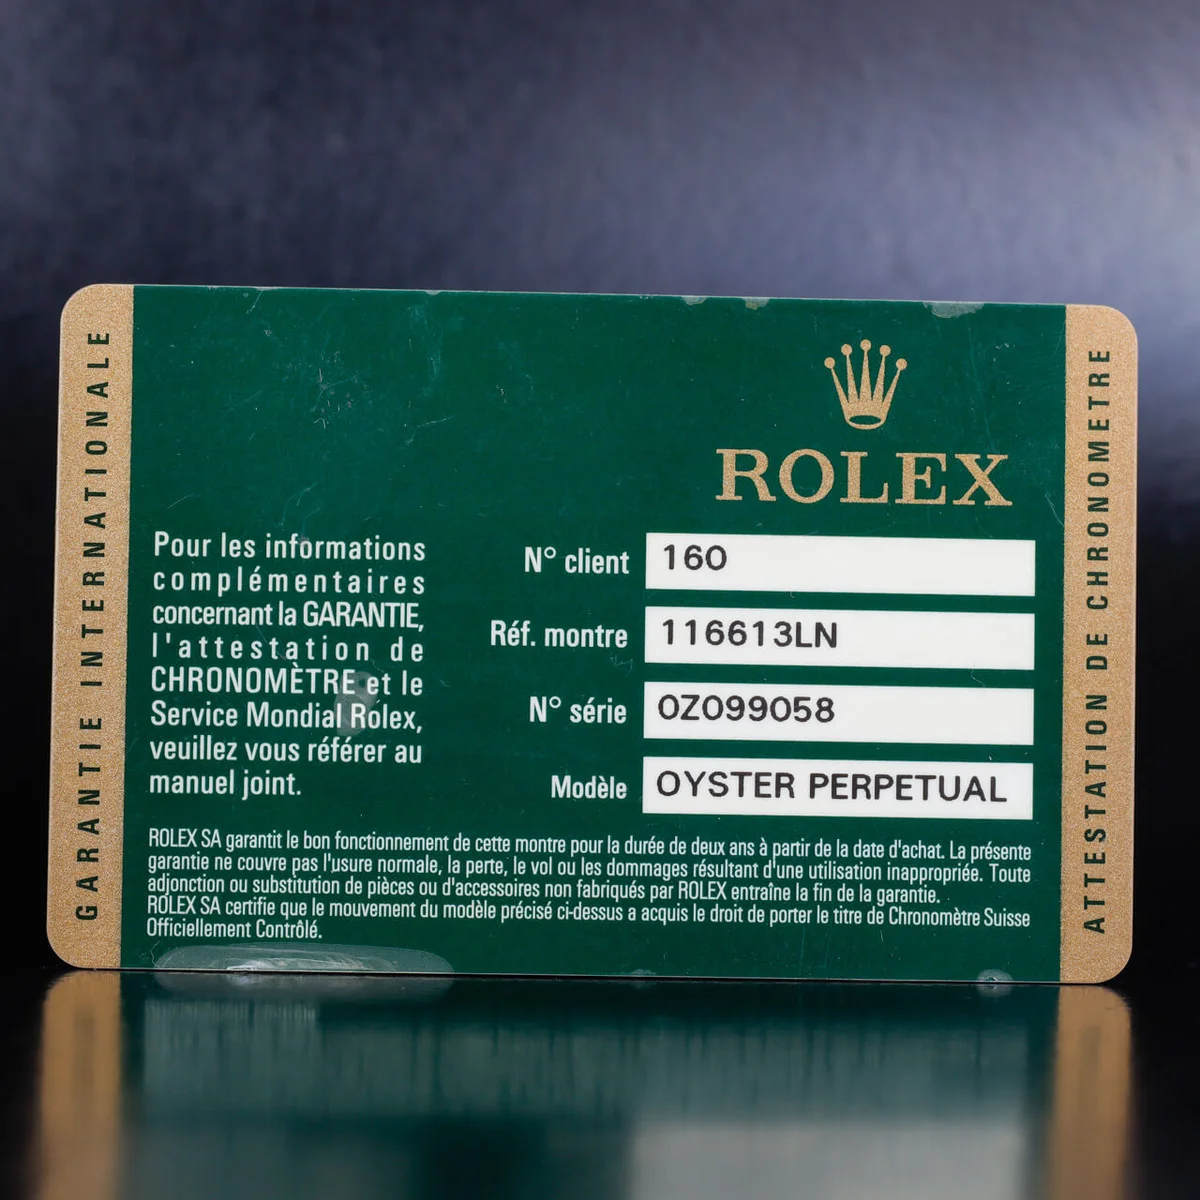 GARANTIE INTERNATIONALE
ROLEX
Pour les informations
complémentaires
concernant la GARANTIE,
l'attestation de
CHRONOMÈTRE et le
Service Mondial Rolex,
veuillez vous référer au
manuel joint.
N° client 160
Réf. montre 116613LN
N° série OZ099058
Modèle OYSTER PERPETUAL
ROLEX SA garantit le bon fonctionnement de cette montre pour la durée de deux ans à partir de la date d'achat. La présente
garantie ne couvre pas l'usure normale, la perte, le vol ou les dommages résultant d'une utilisation inappropriée. Toute
adjonction ou substitution de pièces ou d'accessoires non fabriqués par ROLEX entraîne la fin de la garantie.
ROLEX SA certifie que le mouvement du modèle précisé ci-dessus a acquis le droit de porter le titre de Chronomètre Suisse
Officiellement Contrôlé.
ATTESTATION DE CHRONOMETRE